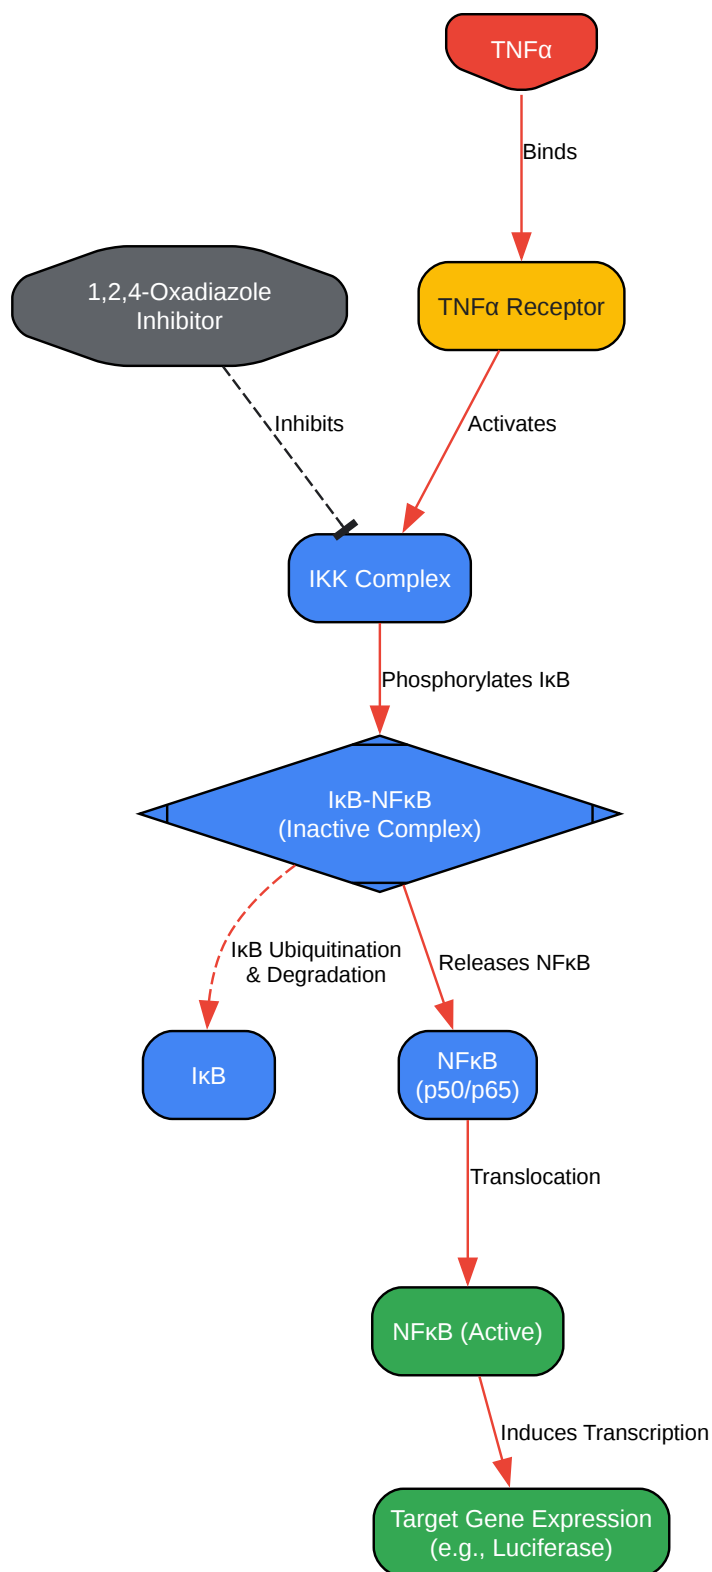 TNFα
Binds
1,2,4-Oxadiazole
Inhibitor
TNFα Receptor
Inhibits
Activates
IKK Complex
Phosphorylates IκB
IκB-NFκB
(Inactive Complex)
IκB Ubiquitination
& Degradation
Releases NFκB
IκB
NFκB
(p50/p65)
Translocation
NFκB (Active)
Induces Transcription
Target Gene Expression
(e.g., Luciferase)